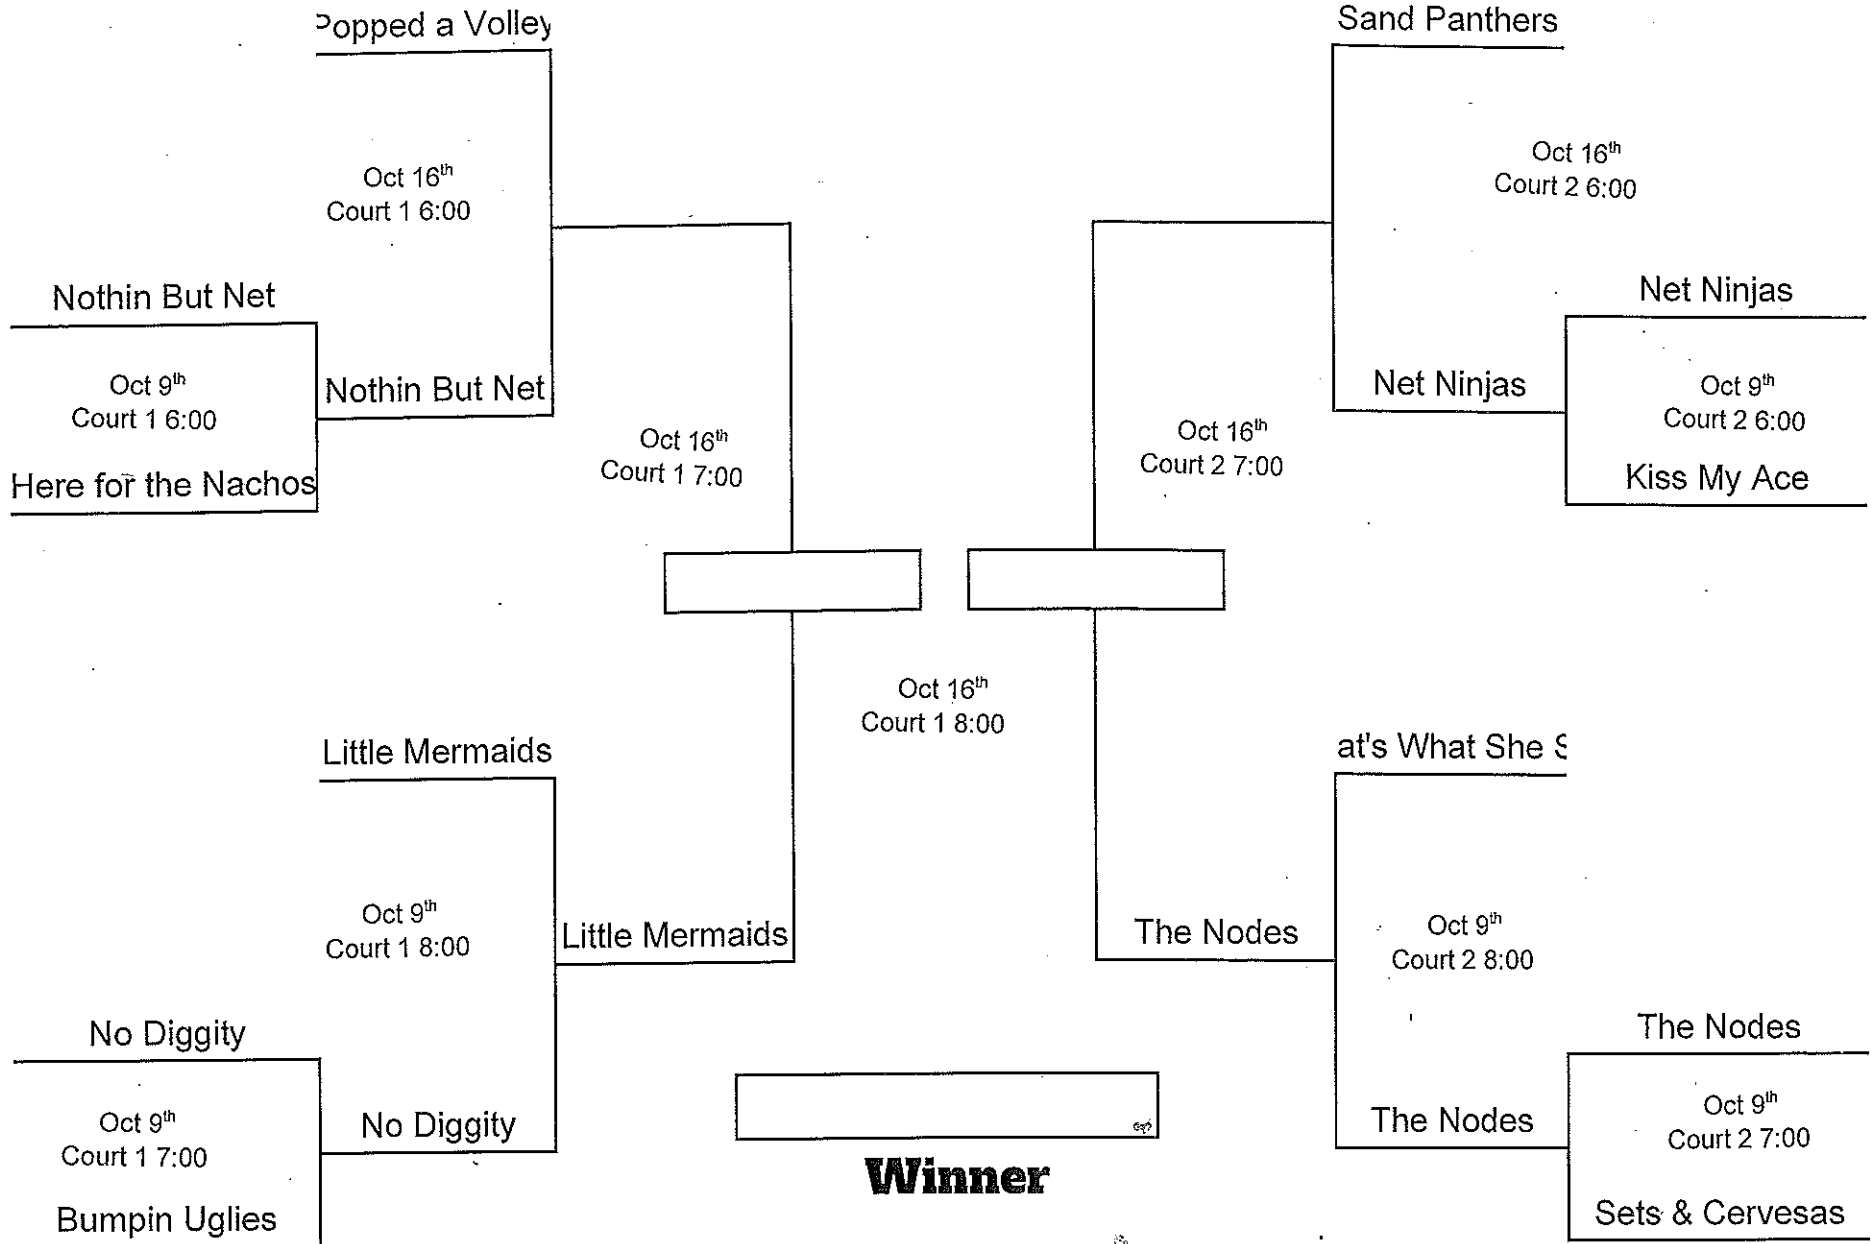 Popped a Volley
Sand Panthers
Oct 16th
Court 1 6:00
Oct 16th
Court 2 6:00
Nothin But Net
Net Ninjas
Oct 9th
Court 1 6:00
Nothin But Net
Net Ninjas
Oct 9th
Court 2 6:00
Here for the Nachos
Kiss My Ace
Oct 16th
Court 1 7:00
Oct 16th
Court 2 7:00
Oct 16th
Court 1 8:00
Little Mermaids
at's What She S
Oct 9th
Court 1 8:00
Little Mermaids
The Nodes
Oct 9th
Court 2 8:00
No Diggity
The Nodes
Oct 9th
Court 1 7:00
No Diggity
The Nodes
Oct 9th
Court 2 7:00
Bumpin Uglies
Sets & Cervesas
Winner